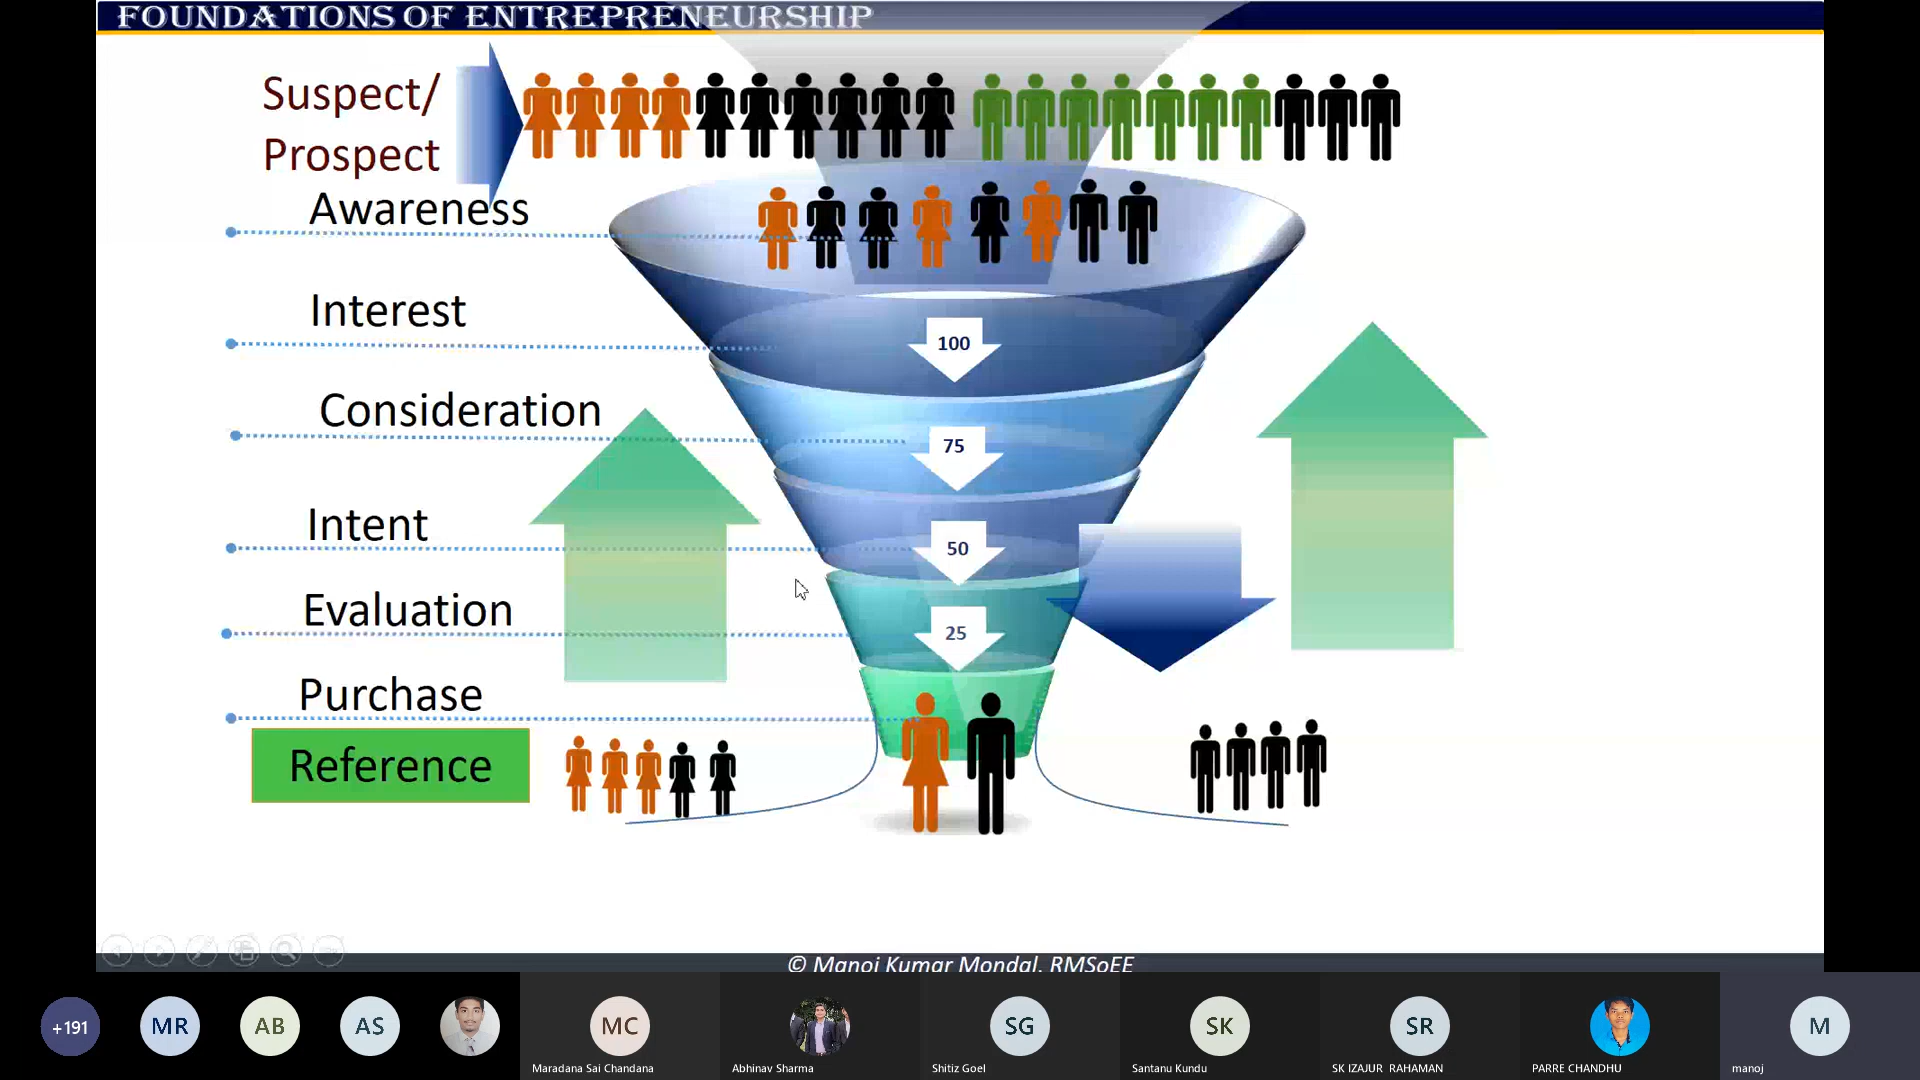 FOUNDATIONS OF ENTREPRENEURSHIP
Suspect/
Prospect
Awareness
Interest
100
Consideration
75
Intent
50
Evaluation
25
Purchase
Reference
© Manoj Kumar Mondal, RMSoEE
+191
MR
AB
AS
MC
SG
SK
SR
M
Maradana Sai Chandana
Abhinav Sharma
Shitiz Goel
Santanu Kundu
SK IZAJUR RAHAMAN
PARRE CHANDHU
manoj